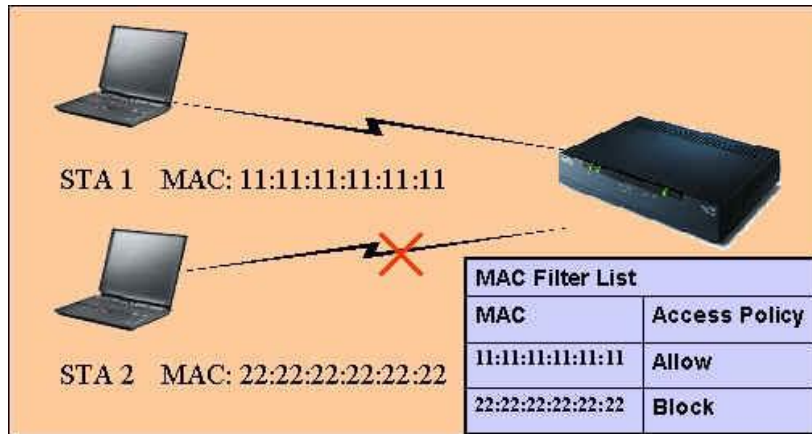 STA 1 MAC: 11:11:11:11:11:11
STA 2 MAC: 22:22:22:22:22:22
MAC Filter List
MAC Access Policy
11:11:11:11:11:11 Allow
22:22:22:22:22:22 Block